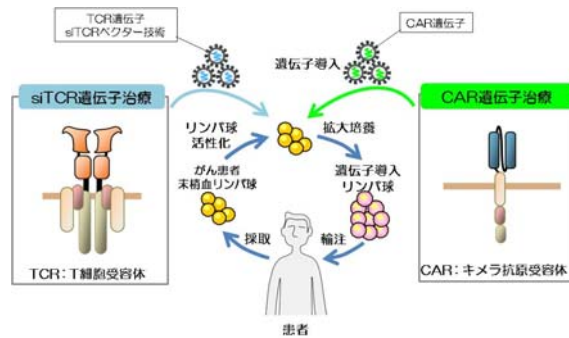 TCR遺伝子
siTCRベクター技術
CAR遺伝子
遺伝子導入
siTCR遺伝子治療
CAR遺伝子治療
リンパ球
活性化
拡大培養
がん患者
末梢血リンパ球
遺伝子導入
リンパ球
採取
輸注
TCR：T細胞受容体
CAR：キメラ抗原受容体
患者